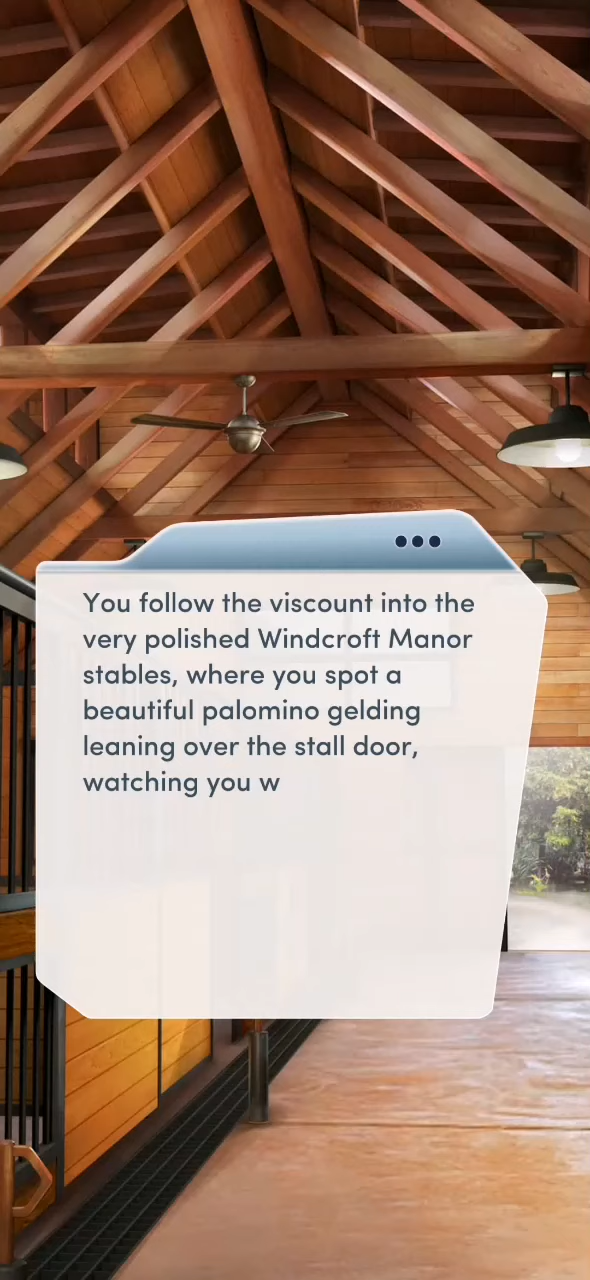 You follow the viscount into the
very polished Windcroft Manor
stables, where you spot a
beautiful palomino gelding
leaning over the stall door,
watching you w